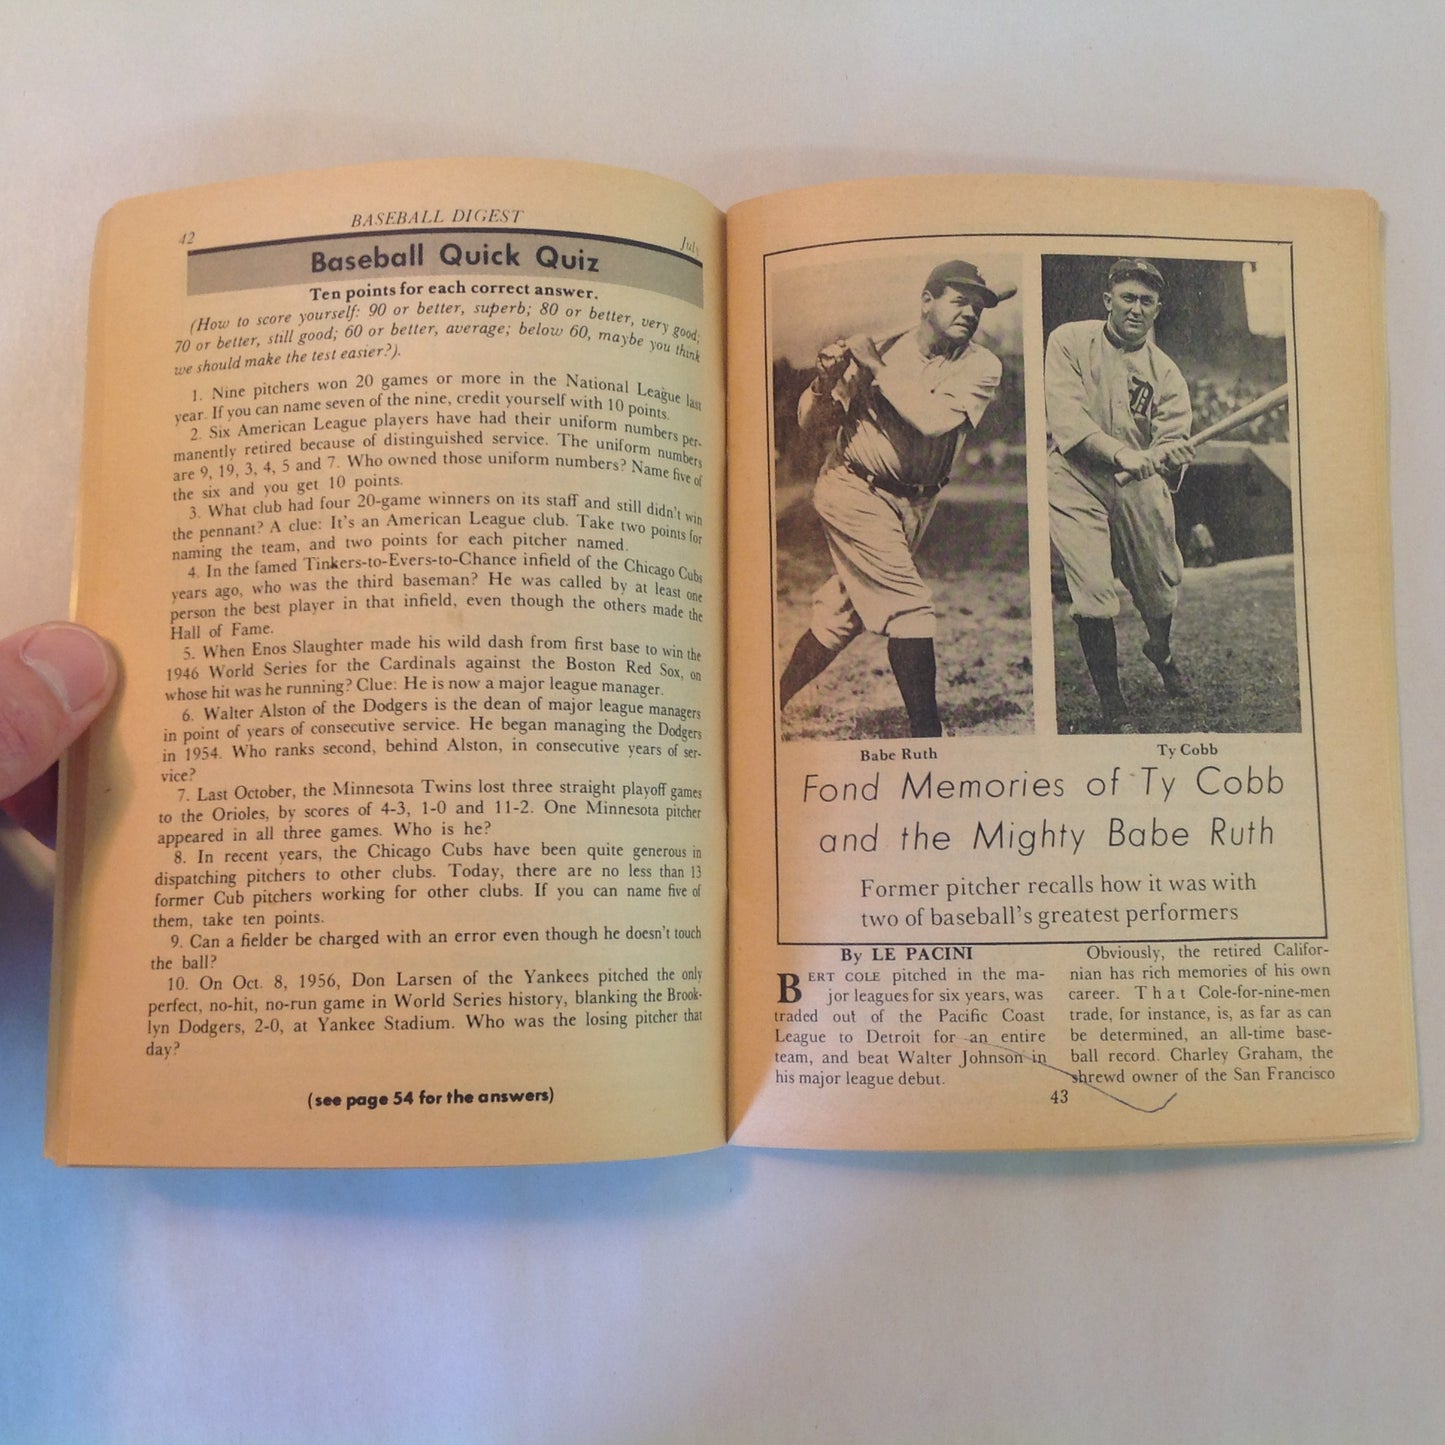 BASEBALL DIGEST
42
July
Baseball Quick Quiz
Ten points for each correct answer.
(How to score yourself: 90 or better, superb; 80 or better, very good;
70 or better, still good; 60 or better, average; below 60, maybe you think
we should make the test easier?).
1. Nine pitchers won 20 games or more in the National League last
year. If you can name seven of the nine, credit yourself with 10 points.
2. Six American League players have had their uniform numbers per-
manently retired because of distinguished service. The uniform numbers
are 9, 19, 3, 4, 5 and 7. Who owned those uniform numbers? Name five of
the six and you get 10 points.
3. What club had four 20-game winners on its staff and still didn't win
the pennant? A clue: It's an American League club. Take two points for
naming the team, and two points for each pitcher named.
4. In the famed Tinkers-to-Evers-to-Chance infield of the Chicago Cubs
years ago, who was the third baseman? He was called by at least one
person the best player in that infield, even though the others made the
Hall of Fame.
5. When Enos Slaughter made his wild dash from first base to win the
1946 World Series for the Cardinals against the Boston Red Sox, on
whose hit was he running? Clue: He is now a major league manager.
6. Walter Alston of the Dodgers is the dean of major league managers
in point of years of consecutive service. He began managing the Dodgers
in 1954. Who ranks second, behind Alston, in consecutive years of ser-
vice?
7. Last October, the Minnesota Twins lost three straight playoff games
to the Orioles, by scores of 4-3, 1-0 and 11-2. One Minnesota pitcher
appeared in all three games. Who is he?
8. In recent years, the Chicago Cubs have been quite generous in
dispatching pitchers to other clubs. Today, there are no less than 13
former Cub pitchers working for other clubs. If you can name five of
them, take ten points.
9. Can a fielder be charged with an error even though he doesn't touch
the ball?
10. On Oct. 8, 1956, Don Larsen of the Yankees pitched the only
perfect, no-hit, no-run game in World Series history, blanking the Brook-
lyn Dodgers, 2-0, at Yankee Stadium. Who was the losing pitcher that
day?
(see page 54 for the answers)
D
Babe Ruth
Ty Cobb
Fond Memories of Ty Cobb
and the Mighty Babe Ruth
Former pitcher recalls how it was with
two of baseball's greatest performers
By LE PACINI
BERT COLE pitched in the ma-
jor leagues for six years, was
traded out of the Pacific Coast
League to Detroit for an entire
team, and beat Walter Johnson in
his major league debut.
Obviously, the retired Califor-
nian has rich memories of his own
career. That Cole-for-nine-men
trade, for instance, is, as far as can
be determined, an all-time base-
ball record. Charley Graham, the
shrewd owner of the San Francisco
43